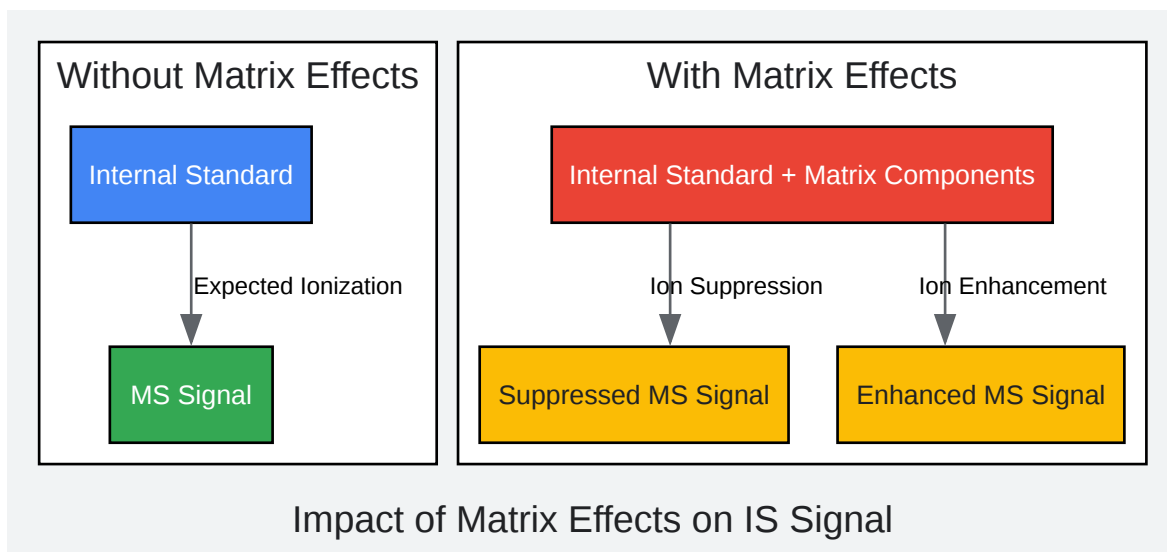 Without Matrix Effects
Internal Standard
Expected Ionization
MS Signal
With Matrix Effects
Internal Standard + Matrix Components
Ion Suppression
Ion Enhancement
Suppressed MS Signal
Enhanced MS Signal
Impact of Matrix Effects on IS Signal